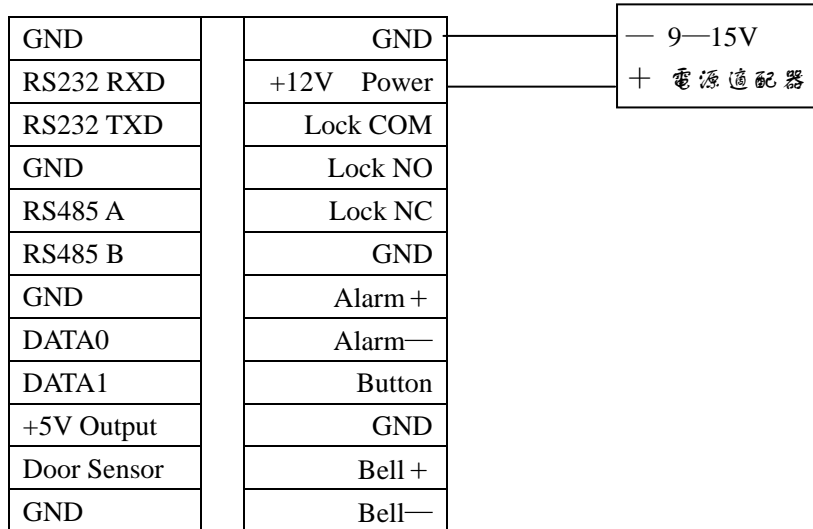 GND GND — 9—15V
RS232 RXD +12V Power ＋ 電源適配器
RS232 TXD Lock COM
GND Lock NO
RS485 A Lock NC
RS485 B GND
GND Alarm＋
DATA0 Alarm—
DATA1 Button
+5V Output GND
Door Sensor Bell＋
GND Bell—